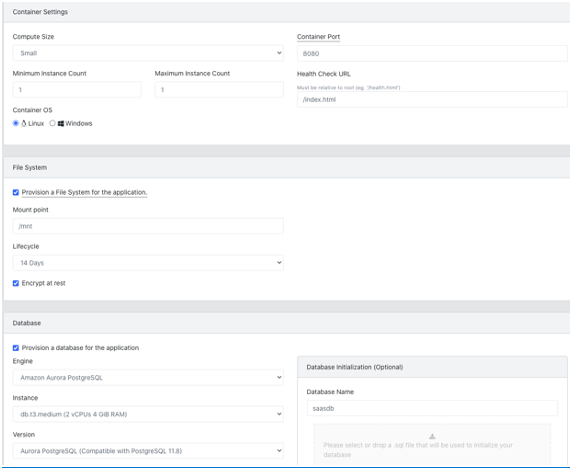 Container Settings
Compute Size
Small
Minimum Instance Count
Maximum Instance Count
1
1
Container OS
Linux Windows
Container Port
8080
Health Check URL
Must be relative to root (eg. '/health.html')
/index.html
File System
Provision a File System for the application.
Mount point
/mnt
Lifecycle
14 Days
Encrypt at rest
Database
Provision a database for the application
Engine
Amazon Aurora PostgreSQL
Instance
db.t3.medium (2 vCPUs 4 GiB RAM)
Version
Aurora PostgreSQL (Compatible with PostgreSQL 11.8)
Database Initialization (Optional)
Database Name
saasdb
Please select or drop a .sql file that will be used to initialize your
database